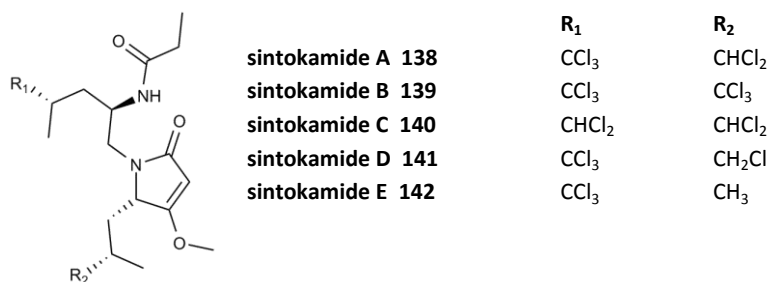 R₁ R₂
sintokamide A 138 CCl₃ CHCl₂
sintokamide B 139 CCl₃ CCl₃
sintokamide C 140 CHCl₂ CHCl₂
sintokamide D 141 CCl₃ CH₂Cl
sintokamide E 142 CCl₃ CH₃
O
R₁
NH
O
N
O
R₂